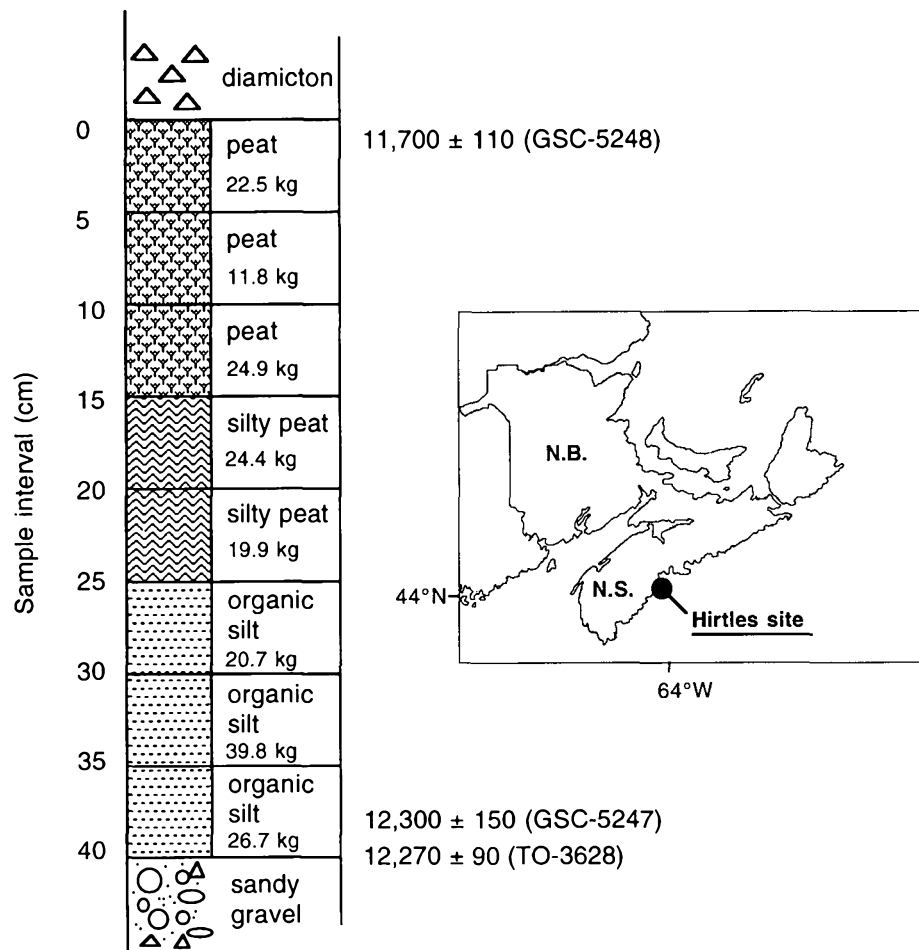 diamicton
0
peat
22.5 kg
11,700 ± 110 (GSC-5248)
5
peat
11.8 kg
10
peat
24.9 kg
15
silty peat
24.4 kg
20
silty peat
19.9 kg
25
organic
silt
20.7 kg
30
organic
silt
39.8 kg
35
organic
silt
26.7 kg
12,300 ± 150 (GSC-5247)
40
12,270 ± 90 (TO-3628)
sandy
gravel
Sample interval (cm)
N.B.
N.S.
44°N
Hirtles site
64°W